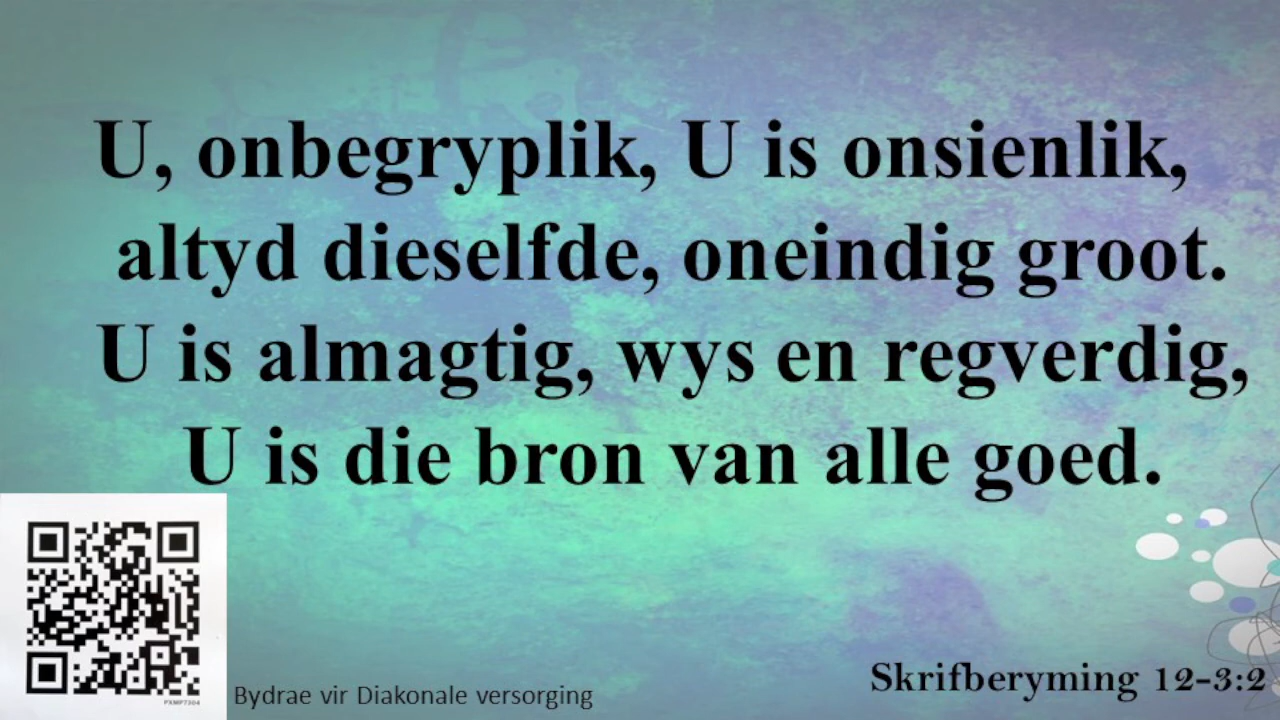 U, onbegryplik, U is onsienlik,
altyd dieselfde, oneindig groot.
U is almagtig, wys en regverdig,
U is die bron van alle goed.
PXMP7304
Bydrae vir Diakonale versorging
Skrifberyming 12-3:2